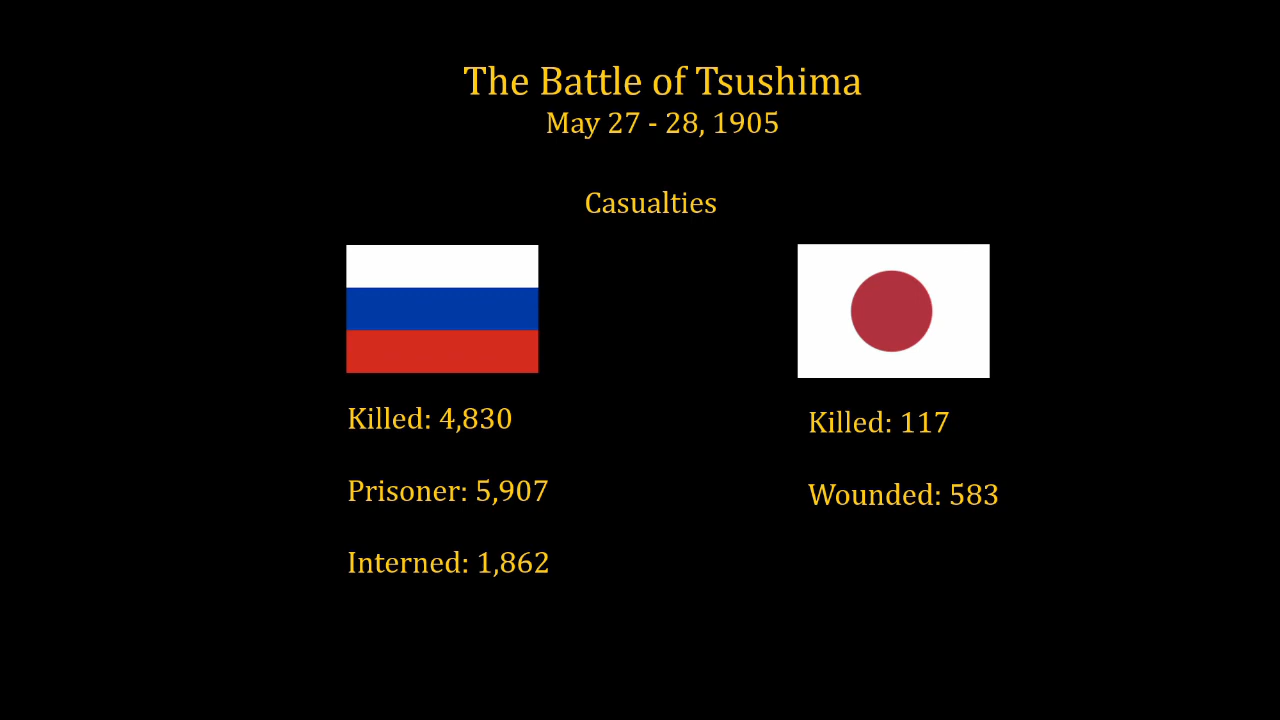 The Battle of Tsushima
May 27 - 28, 1905
Casualties
Killed: 4,830
Prisoner: 5,907
Interned: 1,862
Killed: 117
Wounded: 583